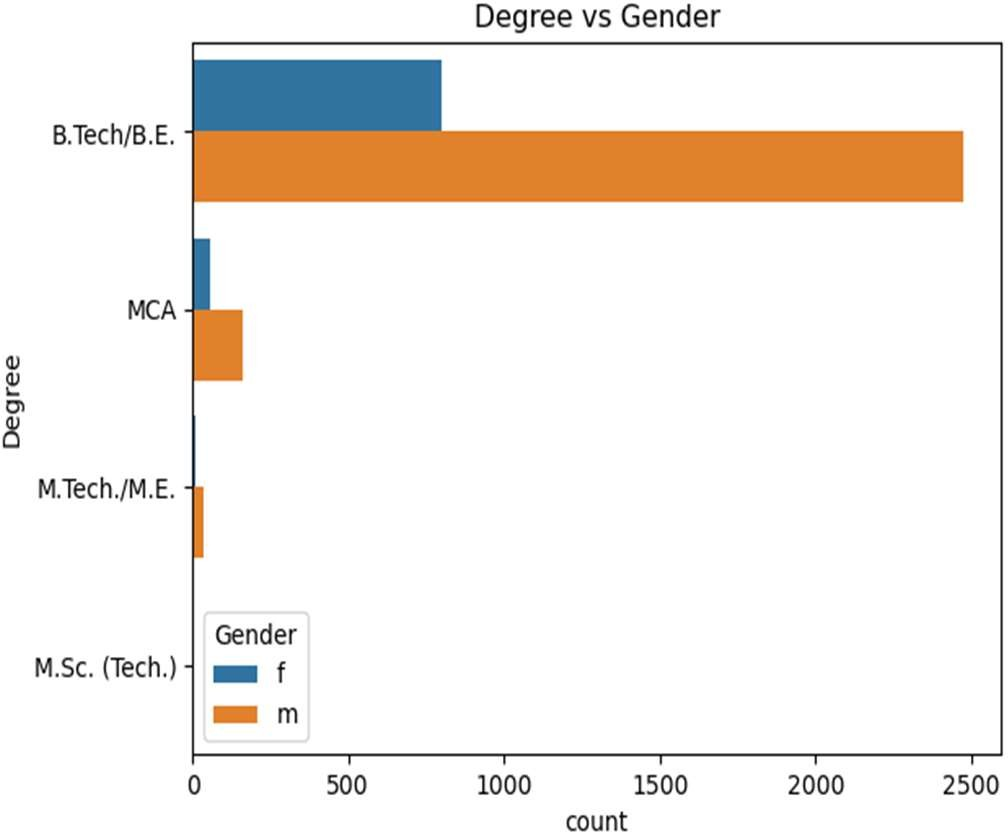 Degree vs Gender
B.Tech/B.E.
MCA
M.Tech./M.E.
M.Sc. (Tech.)
Degree
Gender
f
m
0 500 1000 1500 2000 2500
count